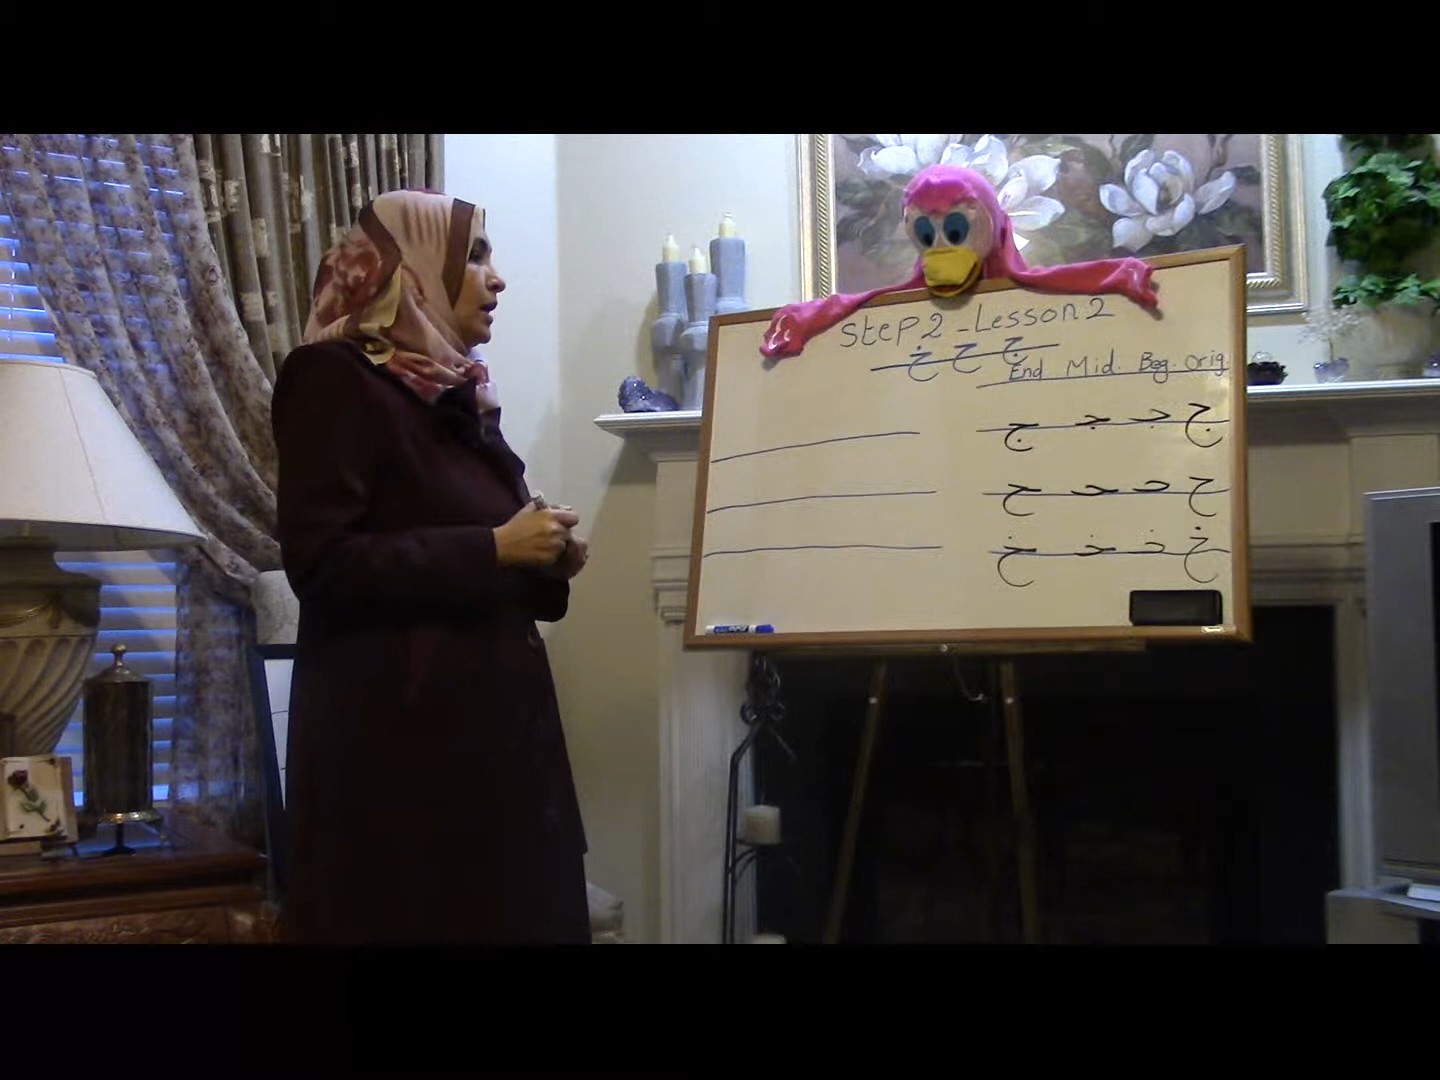 Step 2 - Lesson 2
ج ح خ
End Mid. Beg. Orig.
ج جـ ـجـ ـج
ح حـ ـحـ ـح
خ خـ ـخـ ـخ